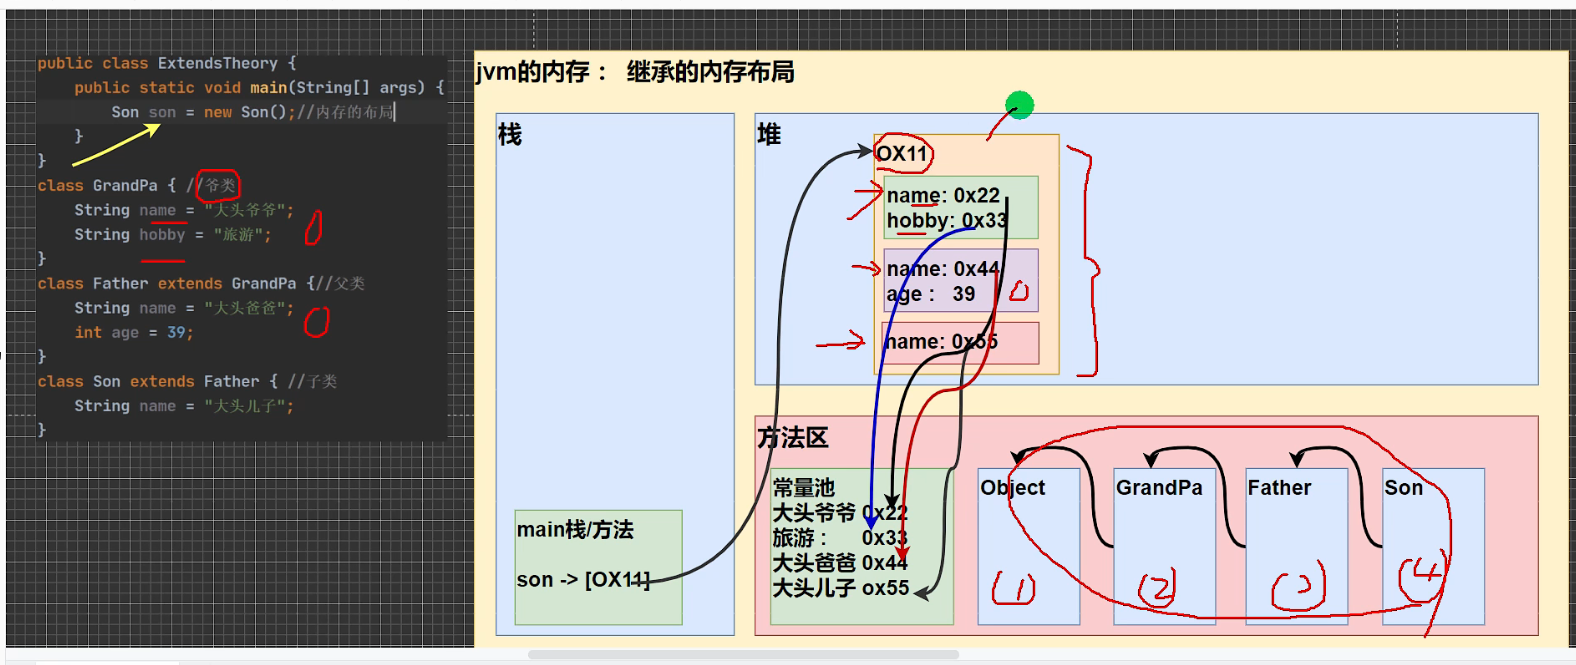 public class ExtendsTheory {
public static void main(String[] args) {
Son son = new Son();//内存的布局
}
}
class GrandPa { //爷类
String name = "大头爷爷";
String hobby = "旅游";
}
class Father extends GrandPa {//父类
String name = "大头爸爸";
int age = 39;
}
class Son extends Father { //子类
String name = "大头儿子";
}
jvm的内存： 继承的内存布局
栈
main栈/方法
son -> [OX11]
堆
OX11
name: 0x22
hobby: 0x33
name: 0x44
age： 39
name: 0x55
方法区
常量池
大头爷爷 0x22
旅游： 0x33
大头爸爸 0x44
大头儿子 ox55
Object
GrandPa
Father
Son
1
2
4